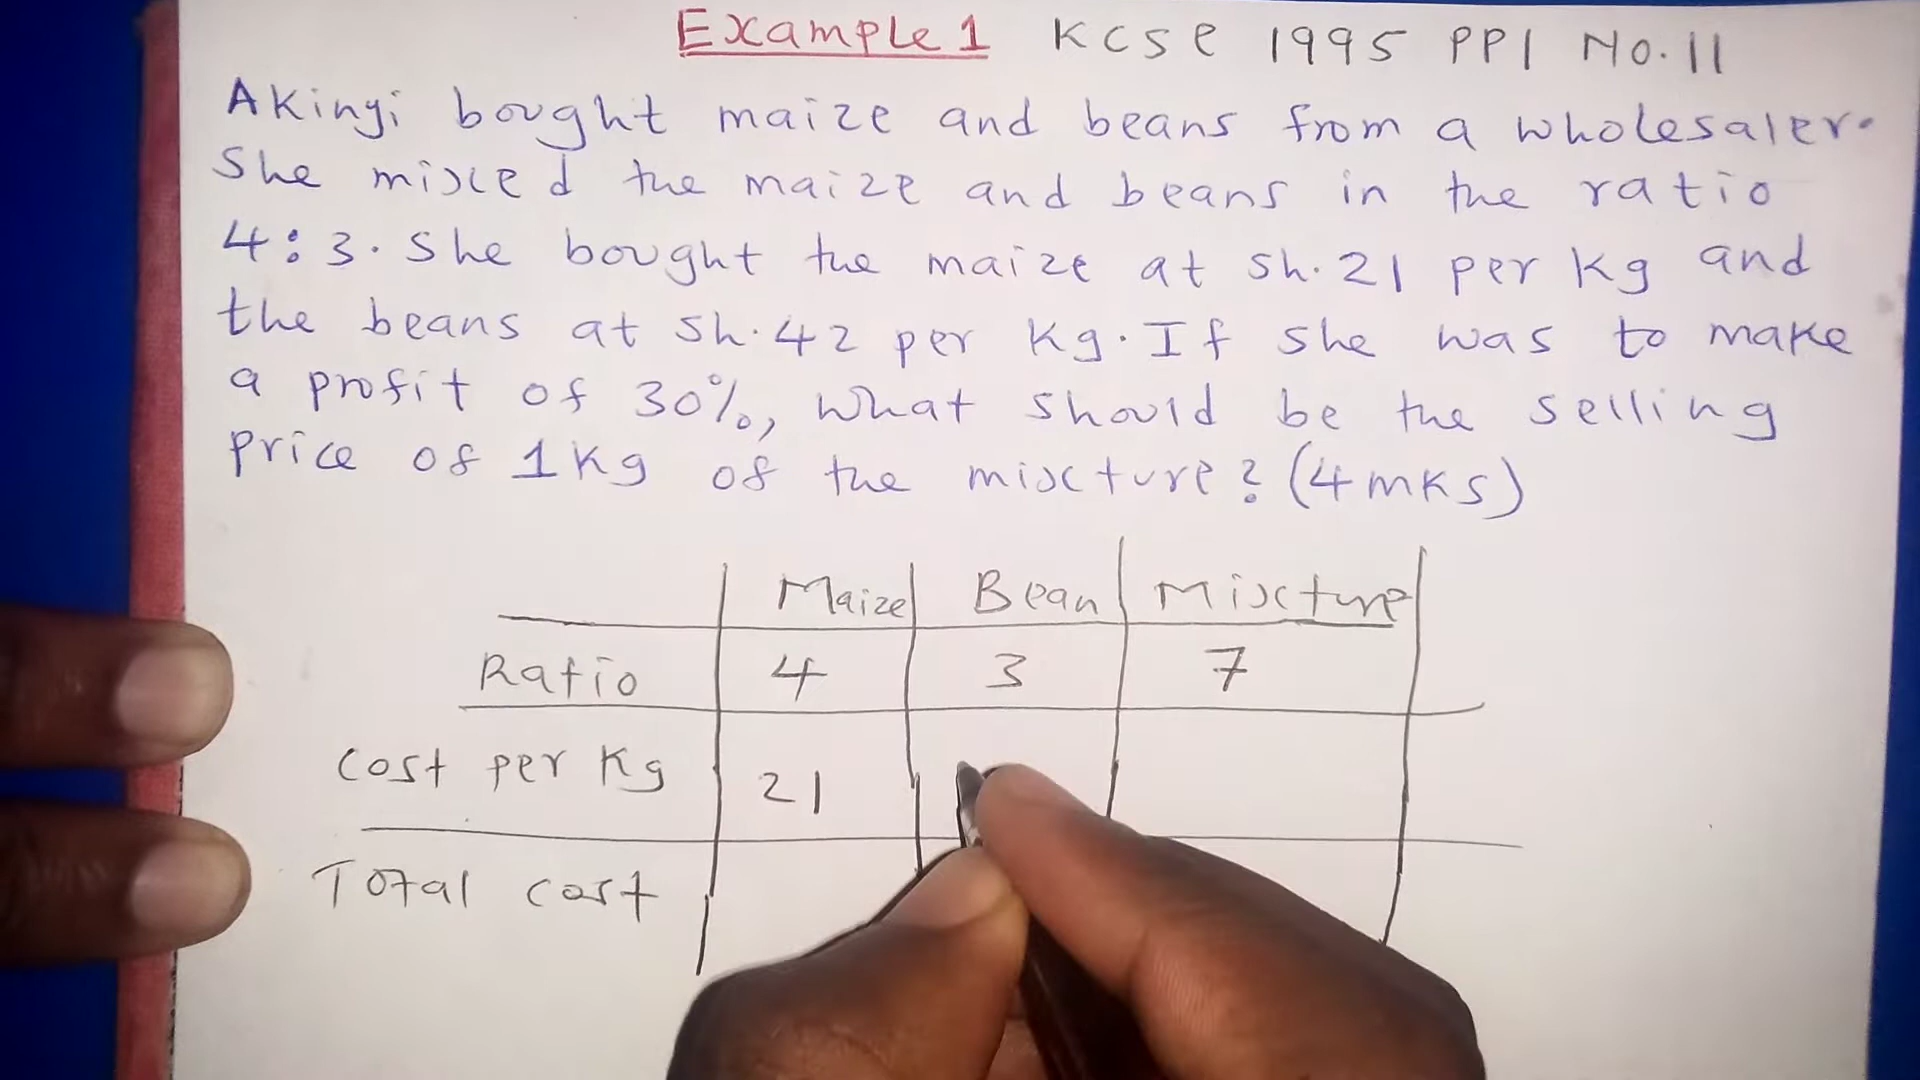 Example 1 KCSE 1995 PP1 No. 11
Akinyi bought maize and beans from a wholesaler.
She mixed the maize and beans in the ratio
4:3. She bought the maize at sh. 21 per kg and
the beans at sh. 42 per kg. If she was to make
a profit of 30%, what should be the selling
price of 1kg of the mixture? (4mks)
Maize Bean Mixture
Ratio 4 3 7
Cost per kg 21
Total cost